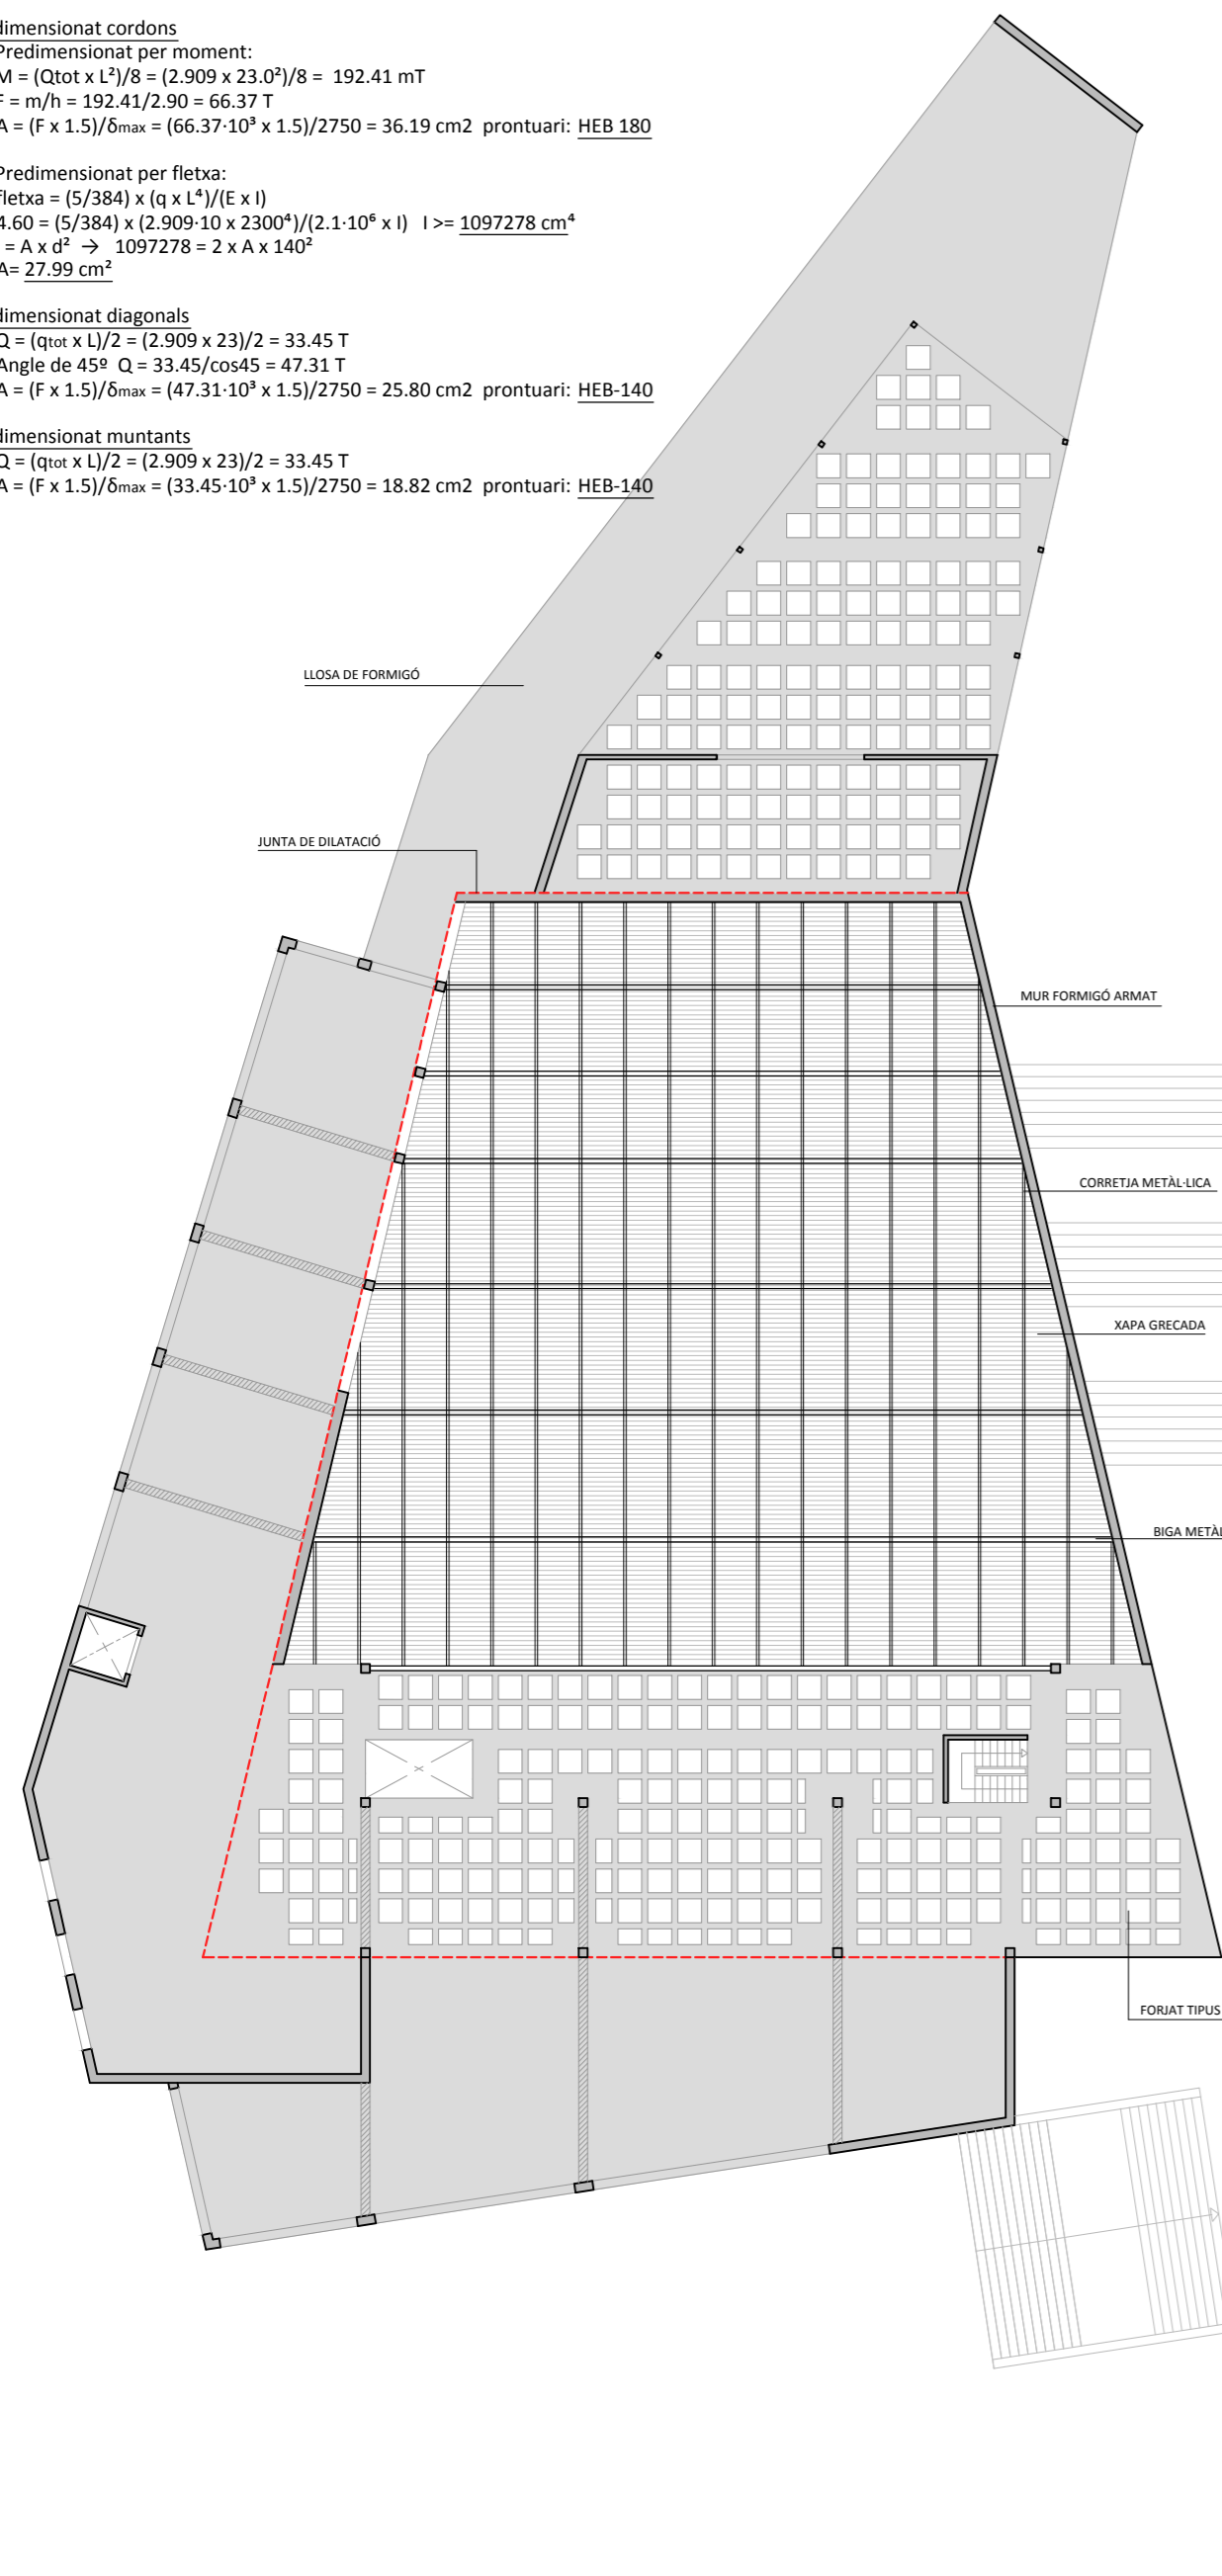 dimensionat cordons
Predimensionat per moment:
M = (Qtot x L²)/8 = (2.909 x 23.0²)/8 = 192.41 mT
F = m/h = 192.41/2.90 = 66.37 T
A = (F x 1.5)/δmax = (66.37·10³ x 1.5)/2750 = 36.19 cm2 prontuari: HEB 180
Predimensionat per fletxa:
fletxa = (5/384) x (q x L⁴)/(E x I)
4.60 = (5/384) x (2.909·10 x 2300⁴)/(2.1·10⁶ x I) I >= 1097278 cm⁴
= A x d² → 1097278 = 2 x A x 140²
A= 27.99 cm²
dimensionat diagonals
Q = (qtot x L)/2 = (2.909 x 23)/2 = 33.45 T
Angle de 45º Q = 33.45/cos45 = 47.31 T
A = (F x 1.5)/δmax = (47.31·10³ x 1.5)/2750 = 25.80 cm2 prontuari: HEB-140
dimensionat muntants
Q = (qtot x L)/2 = (2.909 x 23)/2 = 33.45 T
A = (F x 1.5)/δmax = (33.45·10³ x 1.5)/2750 = 18.82 cm2 prontuari: HEB-140
LLOSA DE FORMIGÓ
JUNTA DE DILATACIÓ
MUR FORMIGÓ ARMAT
CORRETJA METÀL·LICA
XAPA GRECADA
BIGA METÀL
FORJAT TIPUS